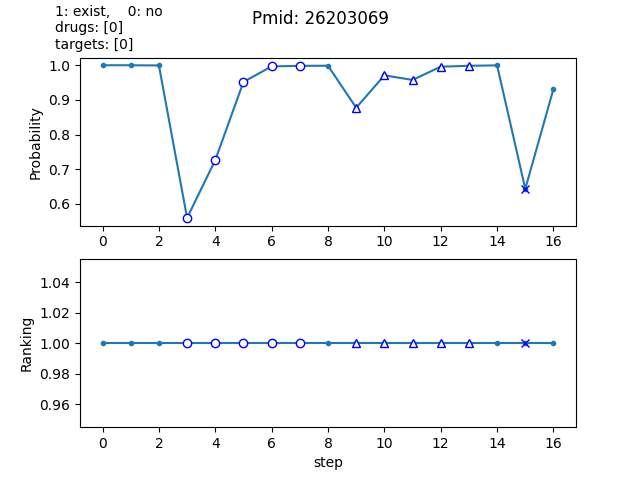 1: exist,    0: no
drugs: [0]
targets: [0]
Pmid: 26203069
1.0
0.9
0.8
0.7
0.6
Probability
0 2 4 6 8 10 12 14 16
1.04
1.02
1.00
0.98
0.96
Ranking
0 2 4 6 8 10 12 14 16
step